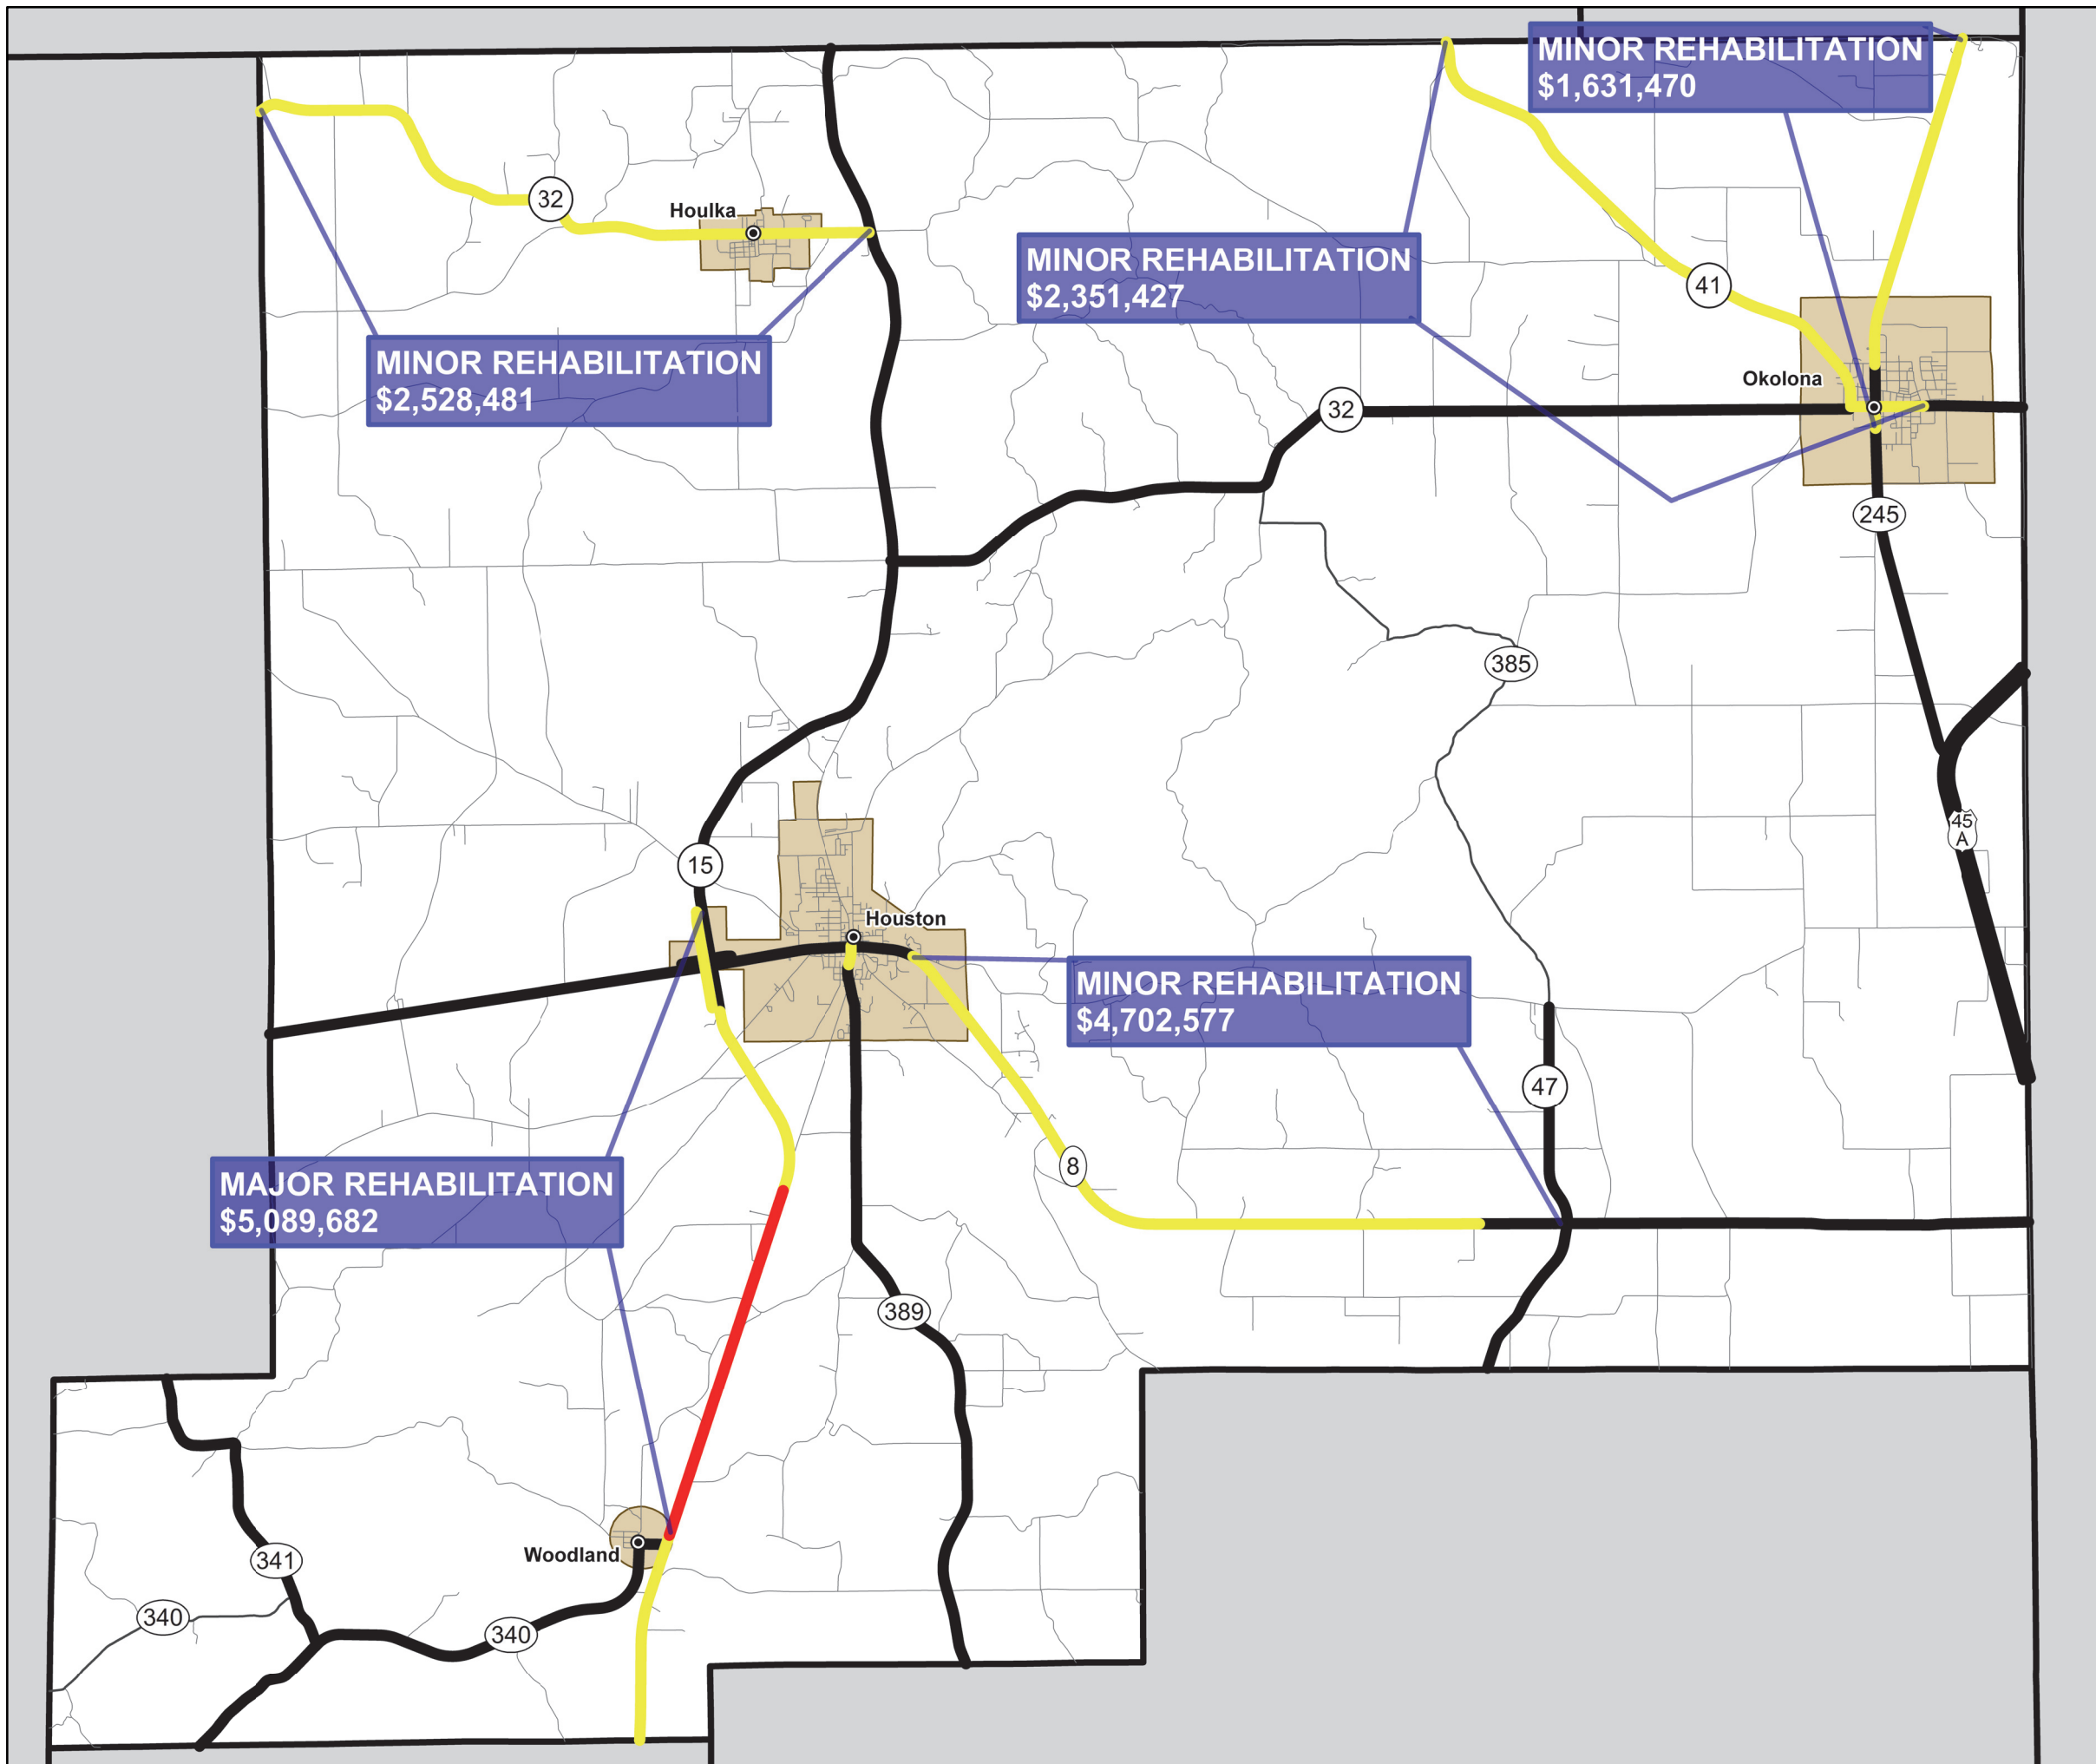 MINOR REHABILITATION
$1,631,470
32
Houlka
MINOR REHABILITATION
$2,351,427
41
MINOR REHABILITATION
$2,528,481
Okolona
32
245
385
45
A
15
Houston
MINOR REHABILITATION
$4,702,577
47
8
MAJOR REHABILITATION
$5,089,682
389
Woodland
341
340
340